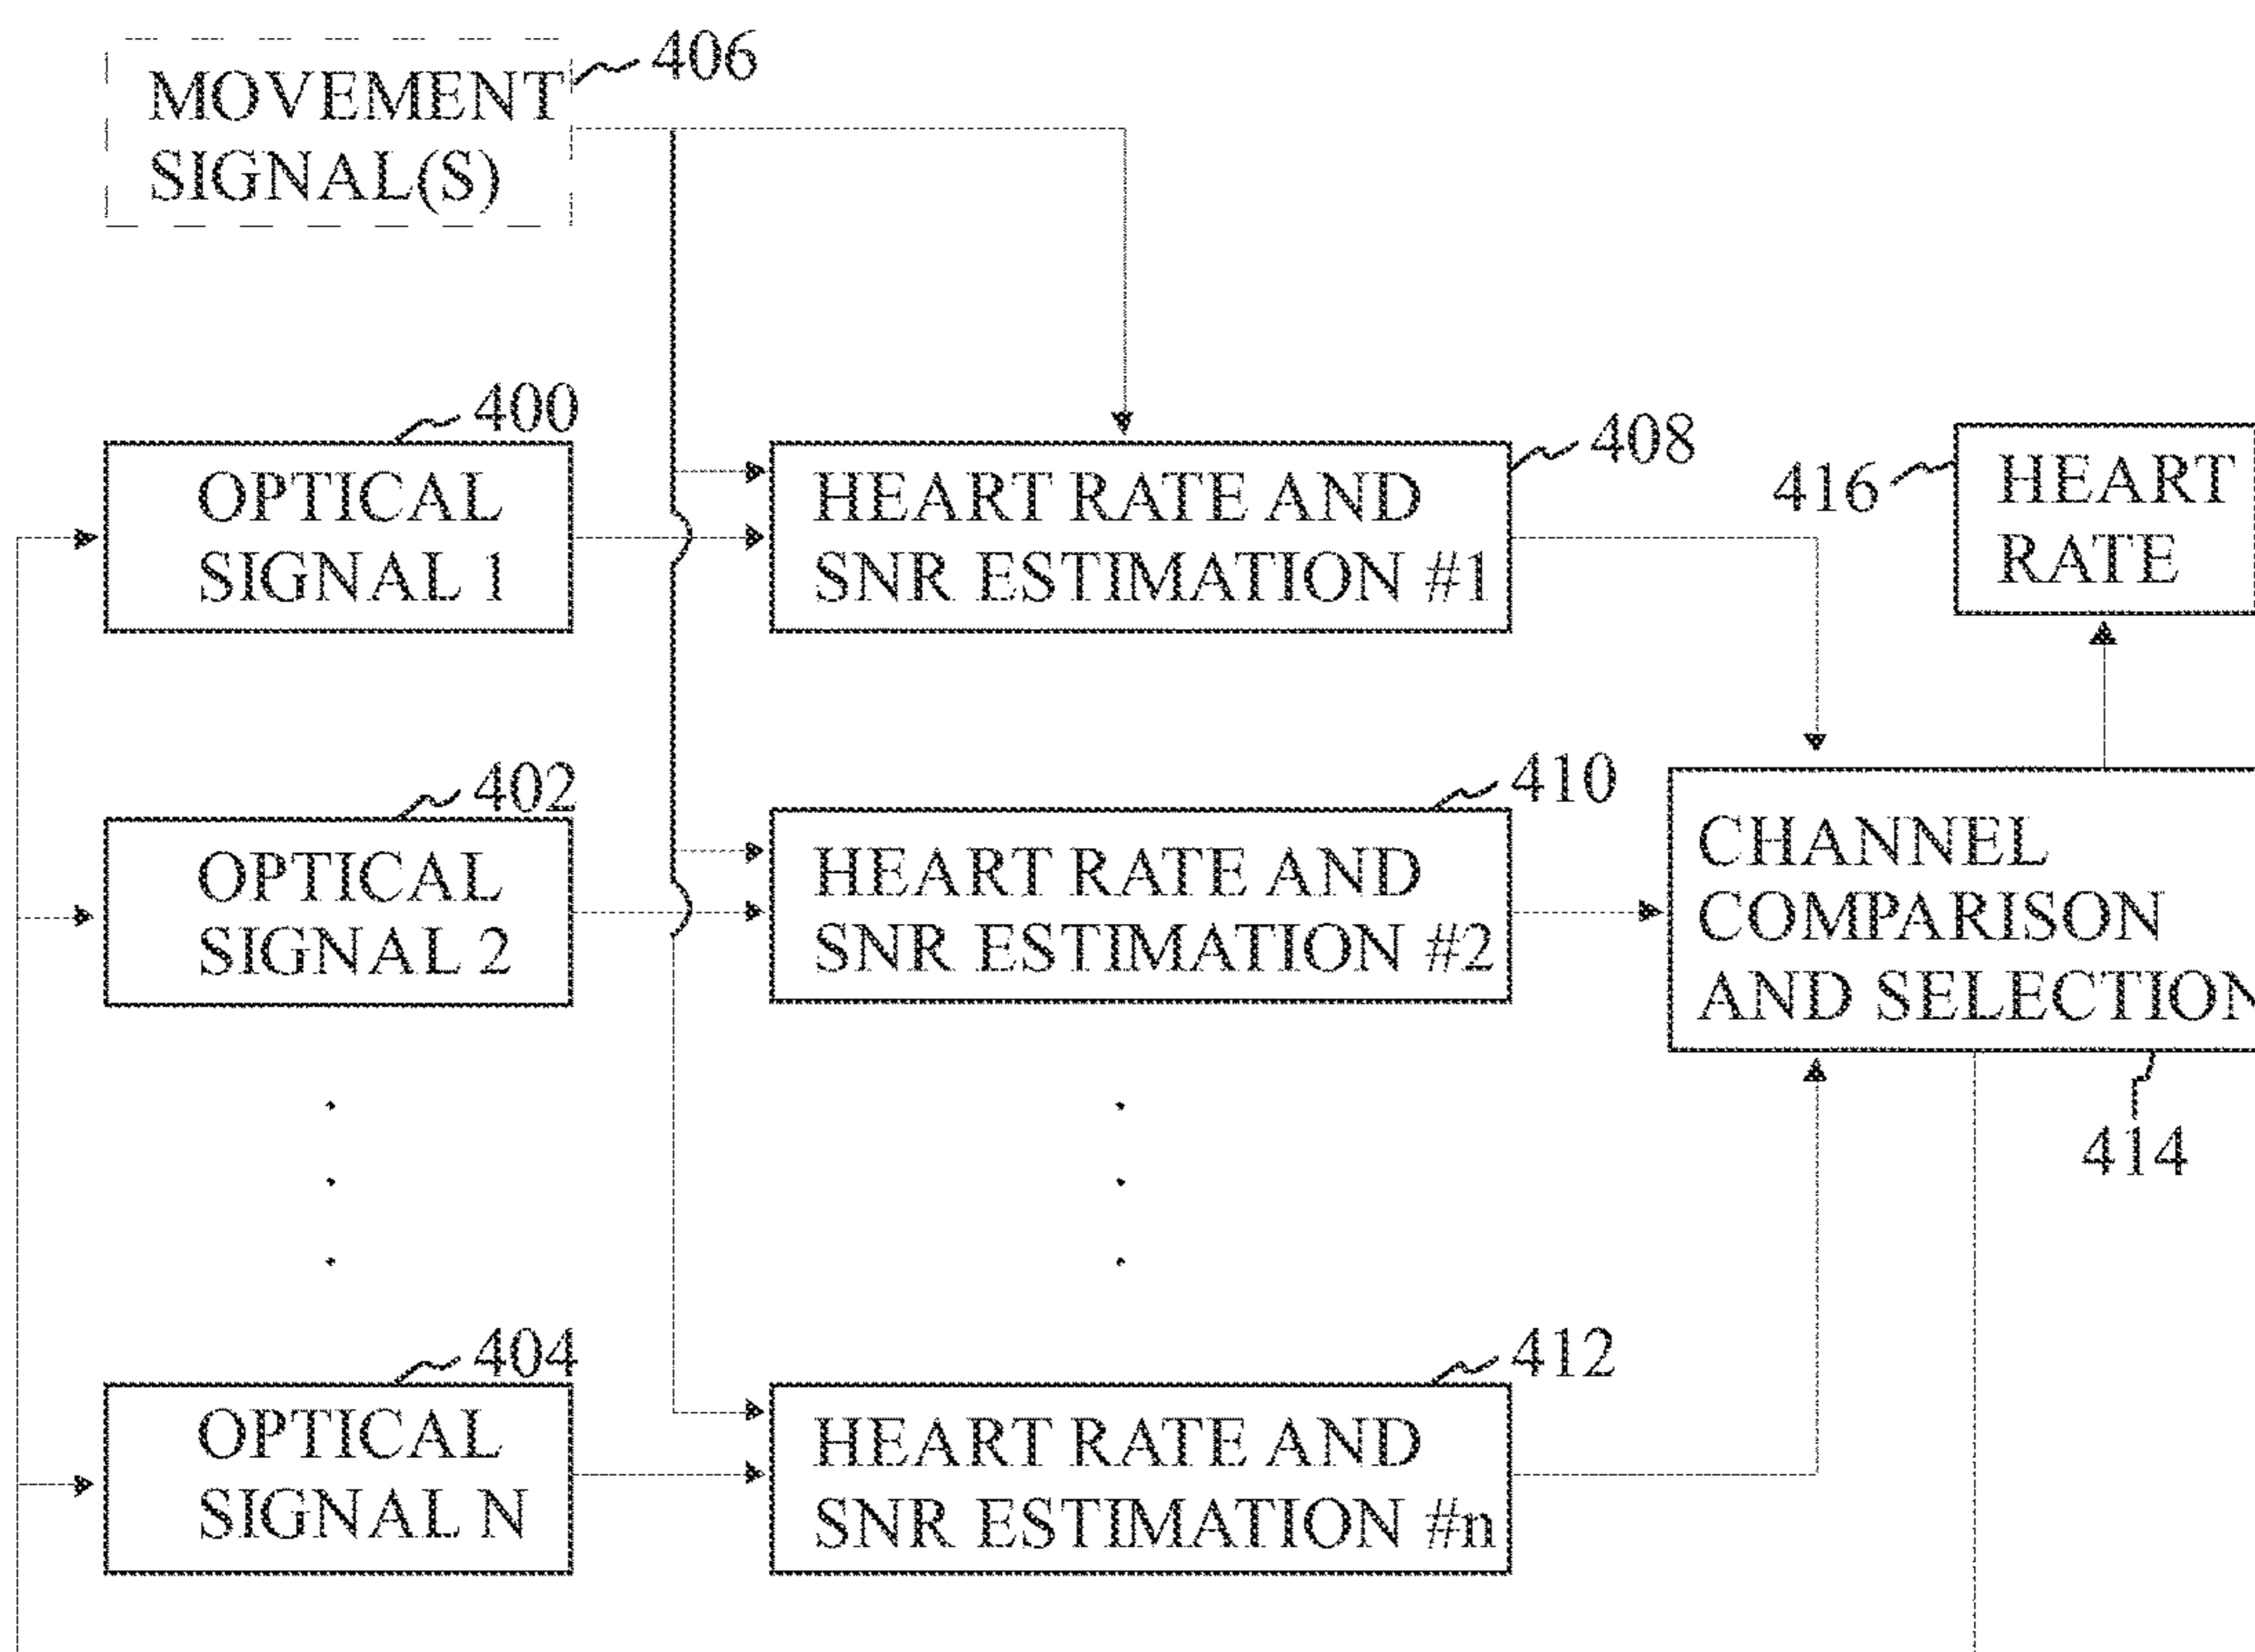 MOVEMENT
SIGNAL(S)
406
400
OPTICAL
SIGNAL 1
HEART RATE AND
SNR ESTIMATION #1
408
416
HEART
RATE
402
OPTICAL
SIGNAL 2
410
HEART RATE AND
SNR ESTIMATION #2
CHANNEL
COMPARISON
AND SELECTION
414
404
OPTICAL
SIGNAL N
412
HEART RATE AND
SNR ESTIMATION #n